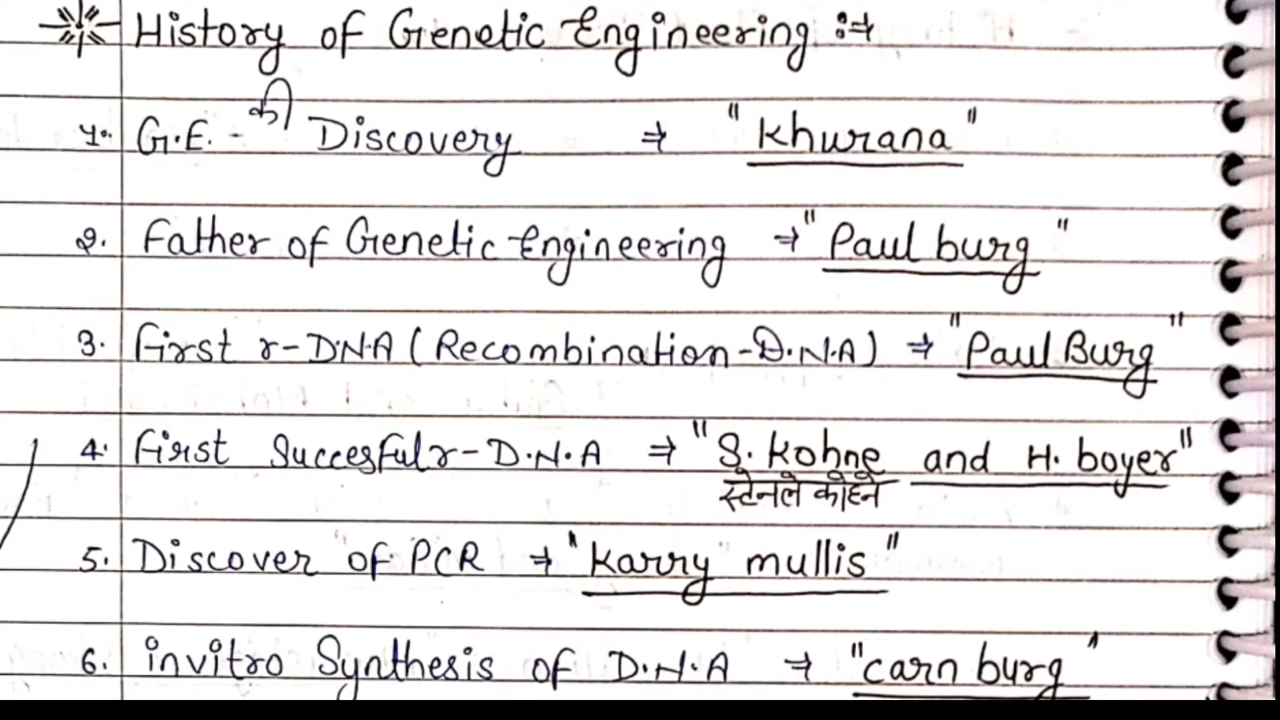 History of Genetic Engineering :→
1. G.E. - की Discovery ⇒ "Khurana"
2. Father of Genetic Engineering → "Paul burg"
3. First r-D.N.A (Recombination-D.N.A) ⇒ "Paul Burg"
4. First Succesful r-D.N.A ⇒ "S. Kohne and H. boyer"
स्टेनले कोहने
5. Discover of PCR → "Karry mullis"
6. invitro Synthesis of D.N.A → "carn burg"